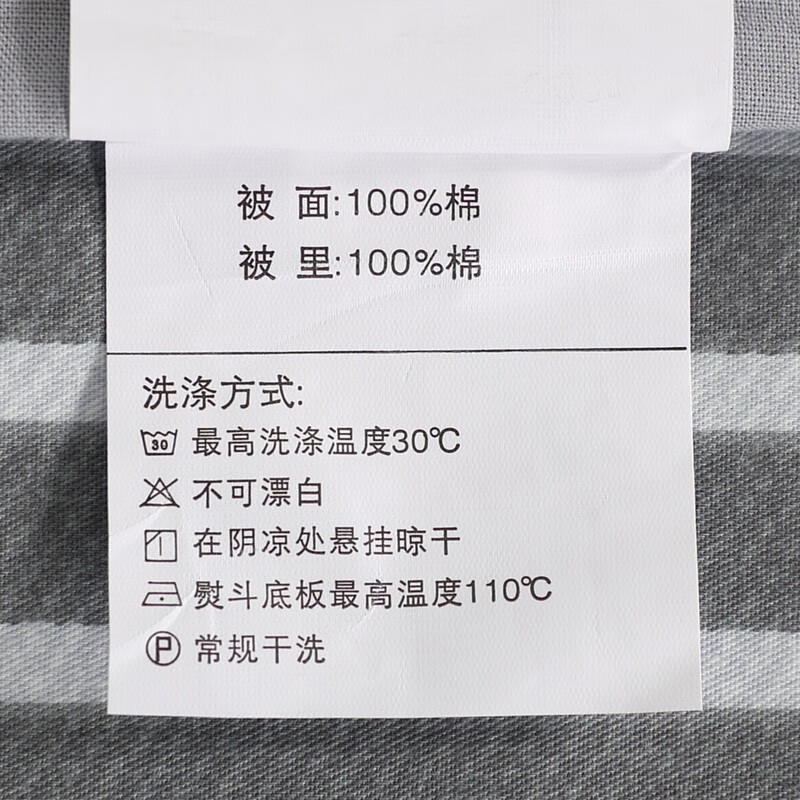 被 面:100%棉
被 里:100%棉
洗涤方式:
30 最高洗涤温度30℃
不可漂白
在阴凉处悬挂晾干
熨斗底板最高温度110℃
P 常规干洗